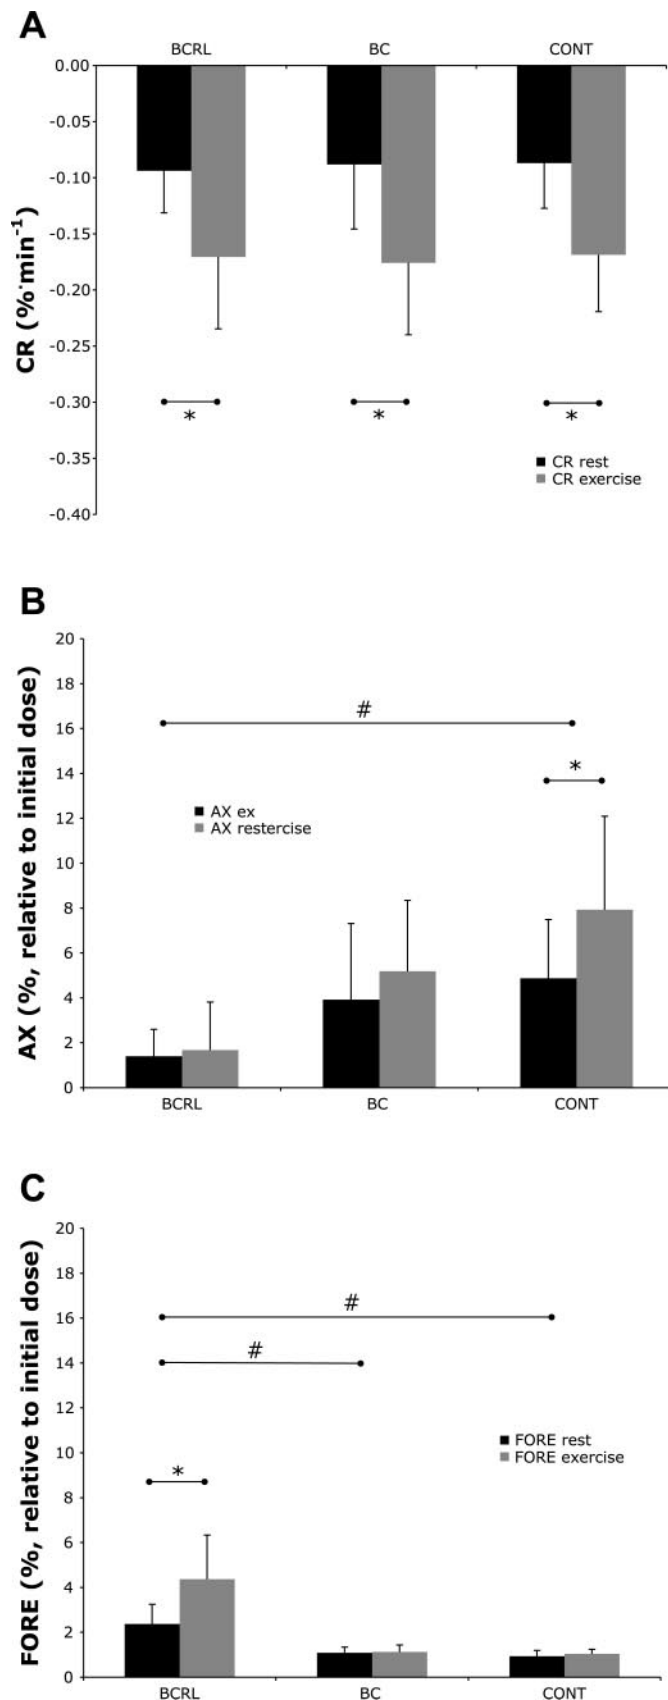 A
BCRL BC CONT
0.00
-0.05
-0.10
-0.15
-0.20
-0.25
-0.30
-0.35
-0.40
CR (%·min⁻¹)
* * *
CR rest
CR exercise
B
20
18
16
14
12
10
8
6
4
2
0
AX (%, relative to initial dose)
#
*
AX ex
AX restercise
BCRL BC CONT
C
20
18
16
14
12
10
8
6
4
2
0
FORE (%, relative to initial dose)
#
#
*
FORE rest
FORE exercise
BCRL BC CONT